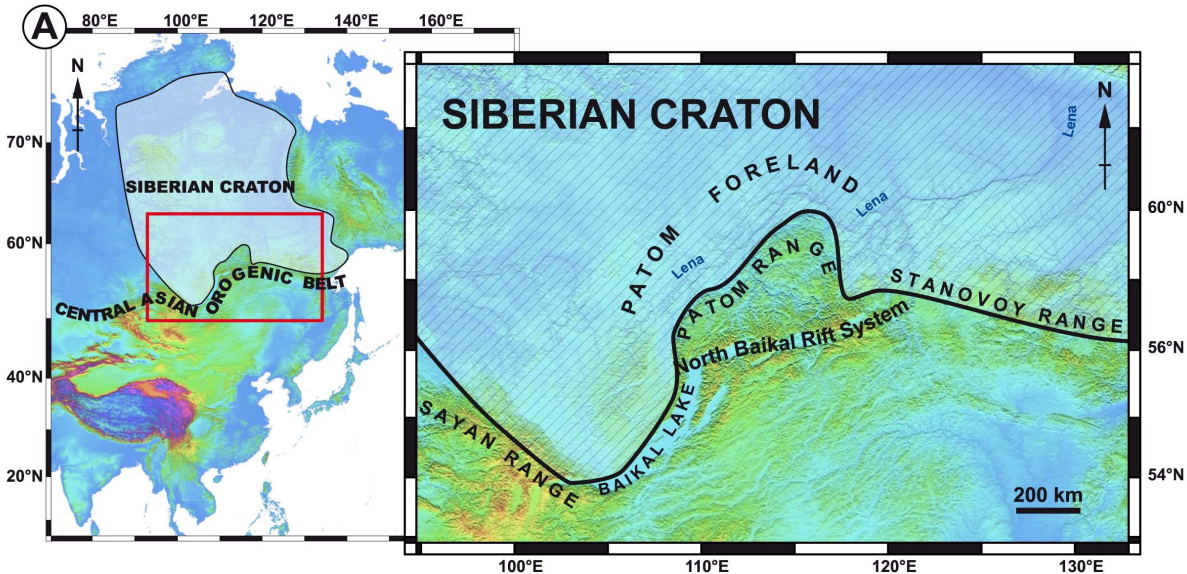 A
80°E 100°E 120°E 140°E 160°E
N
70°N
60°N
40°N
20°N
SIBERIAN CRATON
CENTRAL ASIAN OROGENIC BELT
SIBERIAN CRATON
N
Lena
PATOM FORELAND
Lena
Lena
PATOM RANGE
STANOVOY RANGE
North Baikal Rift System
SAYAN RANGE
BAIKAL LAKE
200 km
60°N
56°N
54°N
100°E 110°E 120°E 130°E